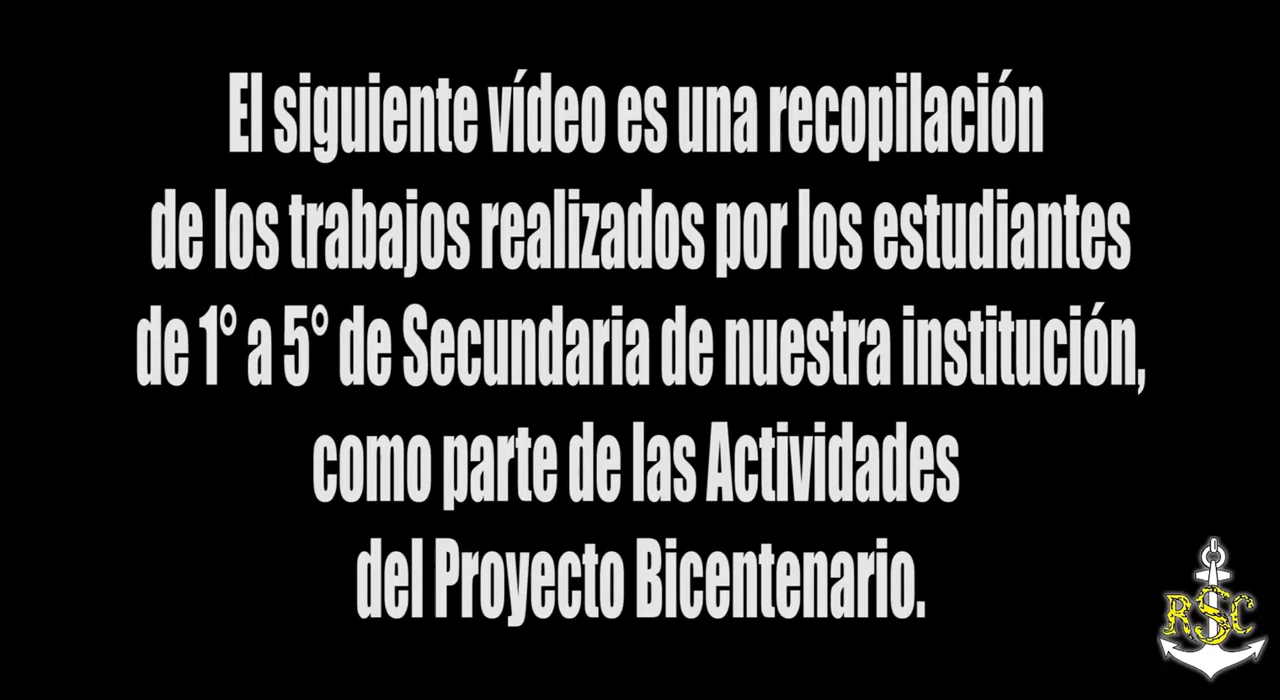 El siguiente vídeo es una recopilación
de los trabajos realizados por los estudiantes
de 1° a 5° de Secundaria de nuestra institución,
como parte de las Actividades
del Proyecto Bicentenario.
RSC